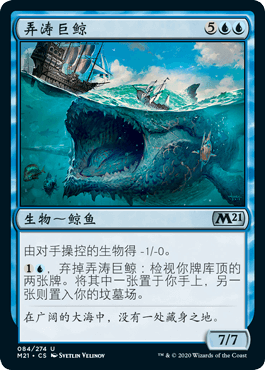 弄涛巨鲸 5
生物～鲸鱼 M21
由对手操控的生物得 -1/-0。
1，弃掉弄涛巨鲸：检视你牌库顶的
两张牌。将其中一张置于你手上，另一
张则置入你的坟墓场。
在广阔的大海中，没有一处藏身之地。
7/7
084/274 U
M21 • CS SVETLIN VELINOV ™ & © 2020 Wizards of the Coast